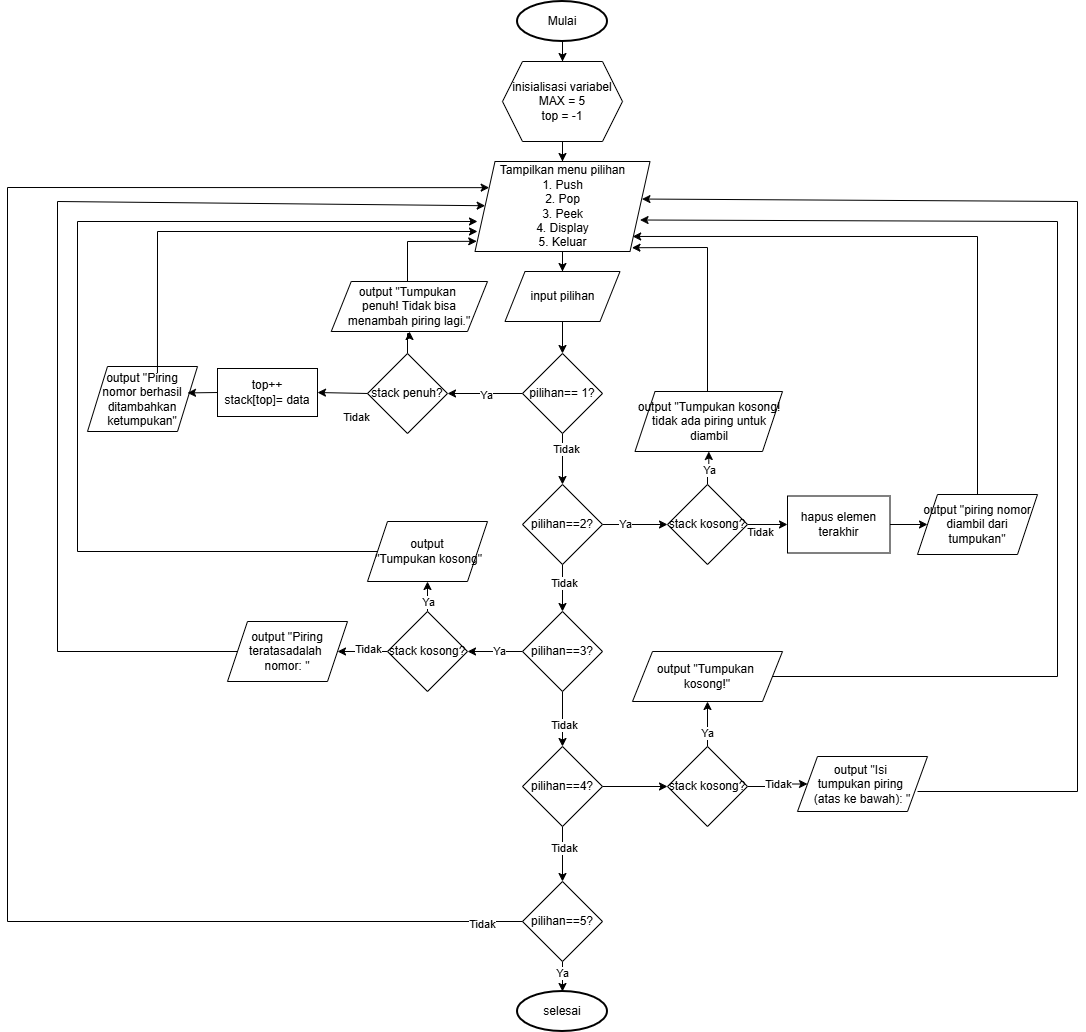 Mulai
inisialisasi variabel
MAX = 5
top = -1
Tampilkan menu pilihan
1. Push
2. Pop
3. Peek
4. Display
5. Keluar
input pilihan
output "Tumpukan
penuh! Tidak bisa
menambah piring lagi."
pilihan== 1?
Ya
stack penuh?
Tidak
top++
stack[top]= data
output "Piring
nomor berhasil
ditambahkan
ketumpukan"
Tidak
output "Tumpukan kosong!
tidak ada piring untuk
diambil
Ya
pilihan==2?
Ya
stack kosong?
Tidak
hapus elemen
terakhir
output "piring nomor
diambil dari
tumpukan"
Tidak
output
"Tumpukan kosong"
Ya
pilihan==3?
Ya
stack kosong?
Tidak
output "Piring
teratasadalah
nomor: "
Tidak
output "Tumpukan
kosong!"
Ya
pilihan==4?
stack kosong?
Tidak
output "Isi
tumpukan piring
(atas ke bawah): "
Tidak
pilihan==5?
Tidak
Ya
selesai